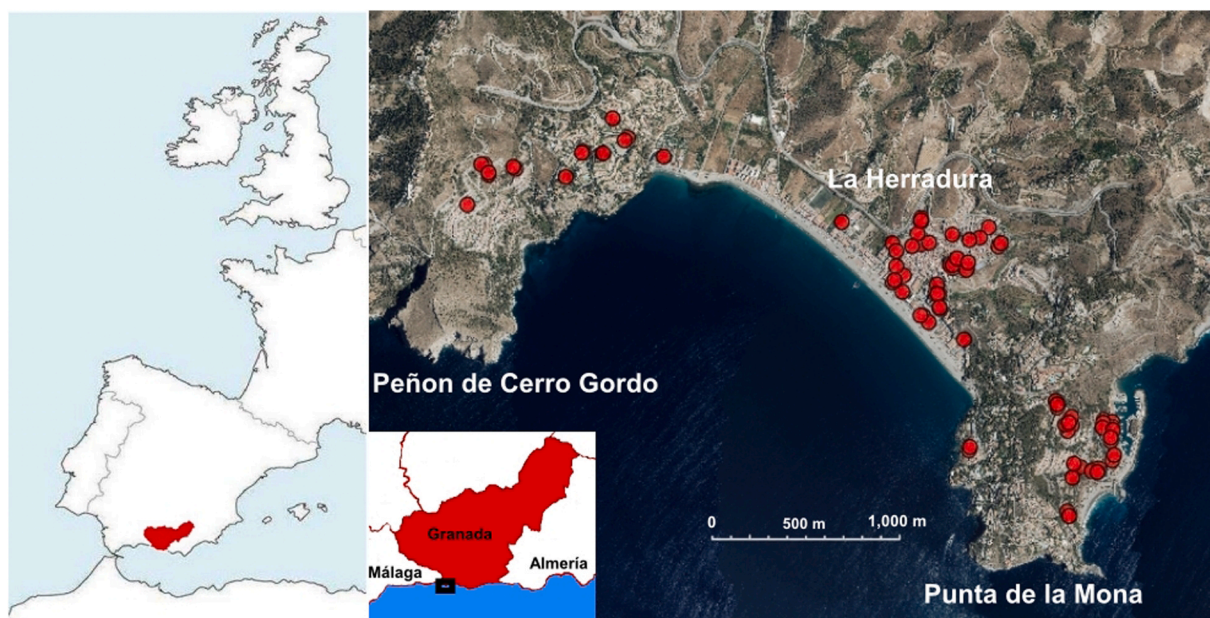 La Herradura
Peñon de Cerro Gordo
Granada
Málaga
Almería
0 500 m 1,000 m
Punta de la Mona